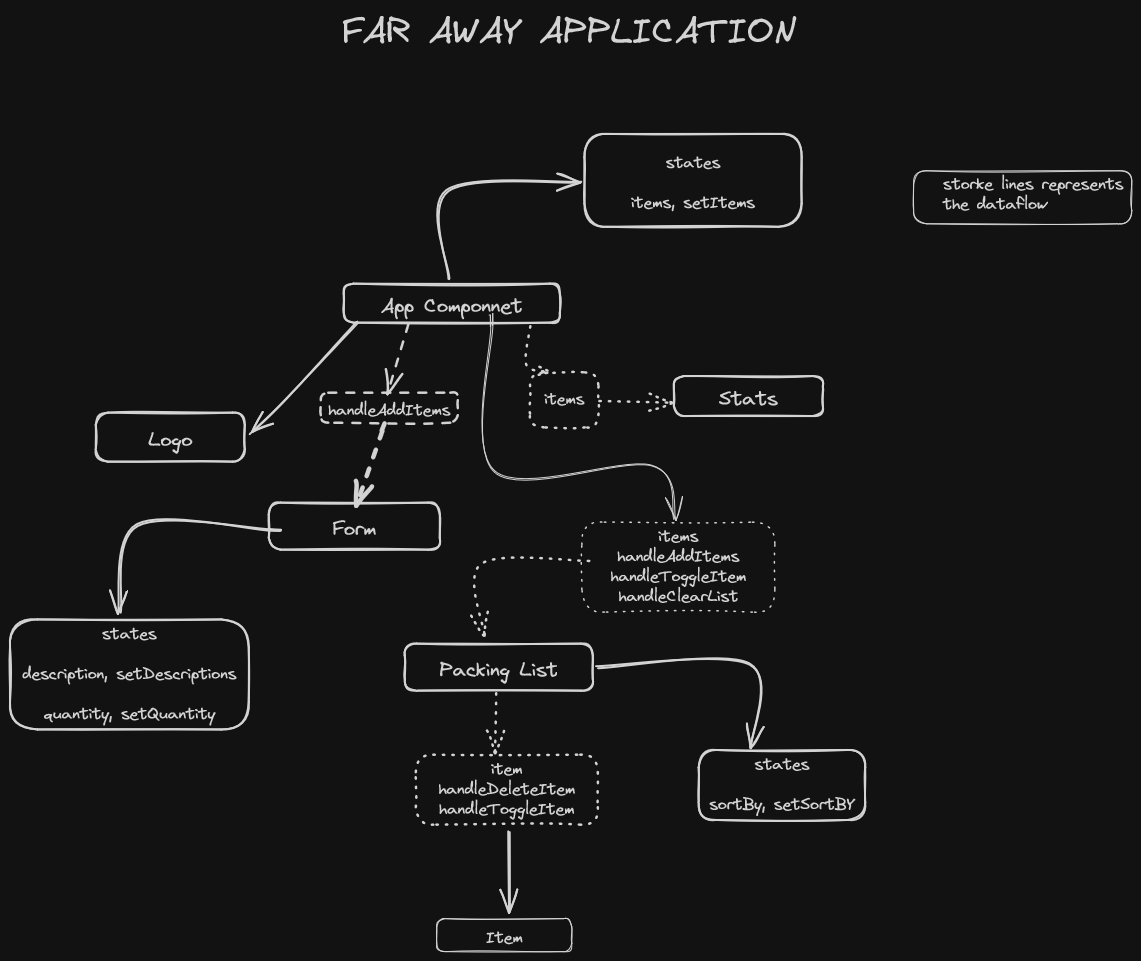 FAR AWAY APPLICATION
states
items, setItems
storke lines represents
the dataflow
App Componnet
handleAddItems
items
Stats
Logo
Form
items
handleAddItems
handleToggleItem
handleClearList
states
description, setDescriptions
quantity, setQuantity
Packing List
item
handleDeleteItem
handleToggleItem
states
sortBy, setSortBY
Item